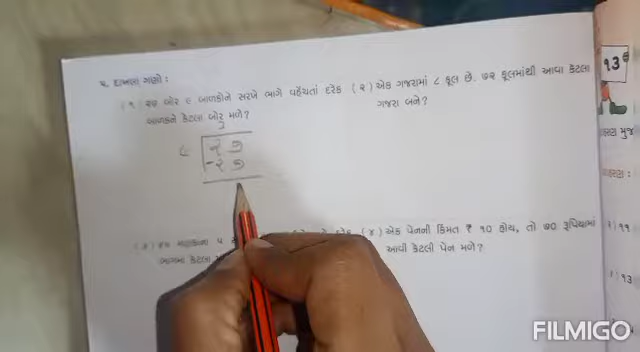 ૫. દાખલા ગણો :
(૧) ૨૭ બોર ૯ બાળકોને સરખે ભાગે વહેંચતાં દરેક
બાળકને કેટલા બોર મળે?
(૨) એક ગજરામાં ૮ ફૂલ છે. ૭૨ ફૂલમાંથી આવા કેટલા
ગજરા બને?
૩
૯ ૨૭
-૨૭
(૪) એક પેનની કિંમત ₹ ૧૦ હોય, તો ૭૦ રૂપિયામાં
આવી કેટલી પેન મળે?
૧૩
FILMIGO